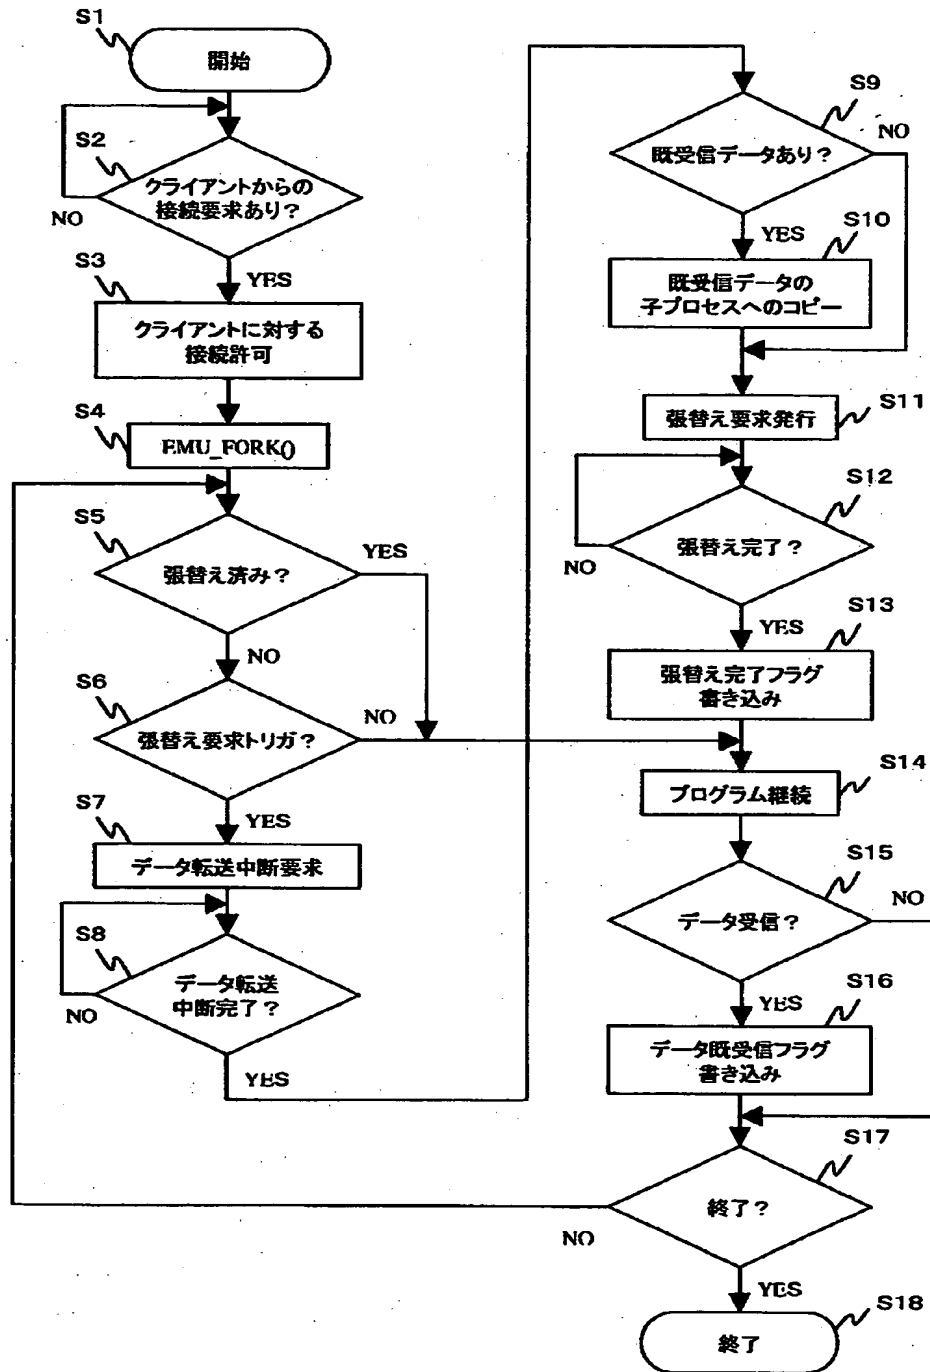 S1
開始
S2
クライアントからの
接続要求あり？
NO
YES
S3
クライアントに対する
接続許可
S4
EMU_FORK()
S5
張替え済み？
YES
NO
S6
張替え要求トリガ？
NO
YES
S7
データ転送中断要求
S8
データ転送
中断完了？
NO
YES
S9
既受信データあり？
NO
YES
S10
既受信データの
子プロセスへのコピー
S11
張替え要求発行
S12
張替え完了？
NO
YES
S13
張替え完了フラグ
書き込み
S14
プログラム継続
S15
データ受信？
NO
YES
S16
データ既受信フラグ
書き込み
S17
終了？
NO
YES
S18
終了